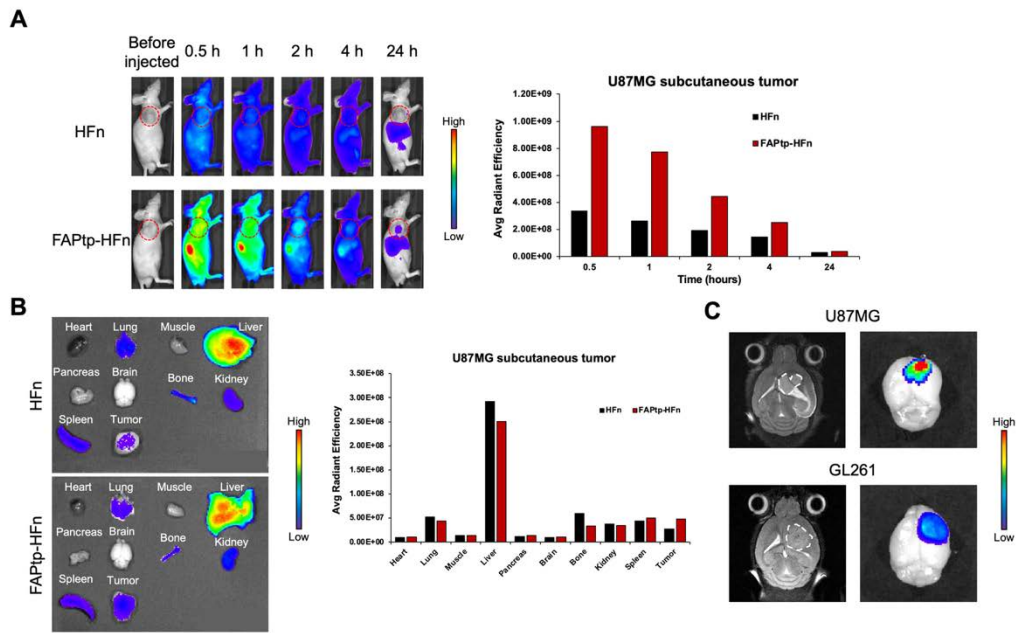 A
Before injected 0.5 h 1 h 2 h 4 h 24 h
HFn
FAPtp-HFn
High
Low
U87MG subcutaneous tumor
1.20E+09
1.00E+09
8.00E+08
6.00E+08
4.00E+08
2.00E+08
0.00E+00
Avg Radiant Efficiency
HFn
FAPtp-HFn
0.5 1 2 4 24
Time (hours)
B
HFn
Heart Lung Muscle Liver
Pancreas Brain Bone Kidney
Spleen Tumor
FAPtp-HFn
Heart Lung Muscle Liver
Pancreas Brain Bone Kidney
Spleen Tumor
High
Low
U87MG subcutaneous tumor
3.50E+08
3.00E+08
2.50E+08
2.00E+08
1.50E+08
1.00E+08
5.00E+07
0.00E+00
Avg Radiant Efficiency
HFn FAPtp-HFn
Heart Lung Muscle Liver Pancreas Brain Bone Kidney Spleen Tumor
C
U87MG
GL261
High
Low